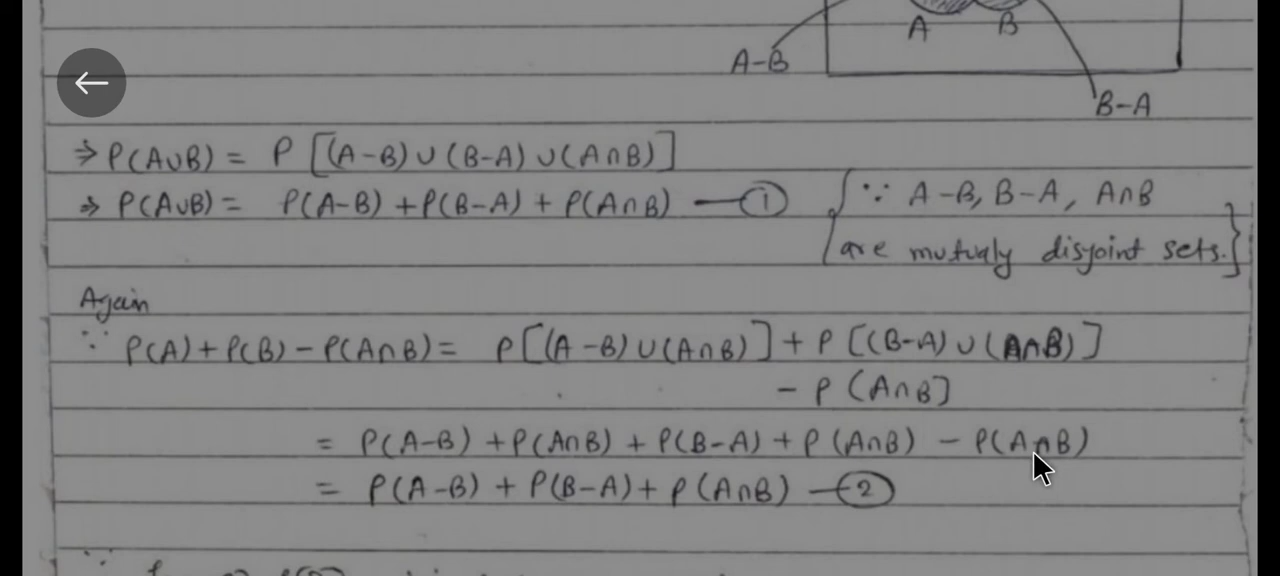 A B
A-B
B-A
⇒ P(A∪B) = P [(A-B) ∪ (B-A) ∪ (A∩B)]
⇒ P(A∪B) = P(A-B) + P(B-A) + P(A∩B) — ① { ∵ A-B, B-A, A∩B
are mutualy disjoint sets. }
Again
∵ P(A) + P(B) - P(A∩B) = P[(A-B) ∪ (A∩B)] + P[(B-A) ∪ (A∩B)]
- P (A∩B]
= P(A-B) + P(A∩B) + P(B-A) + P(A∩B) - P(A∩B)
= P(A-B) + P(B-A) + P(A∩B) — ②